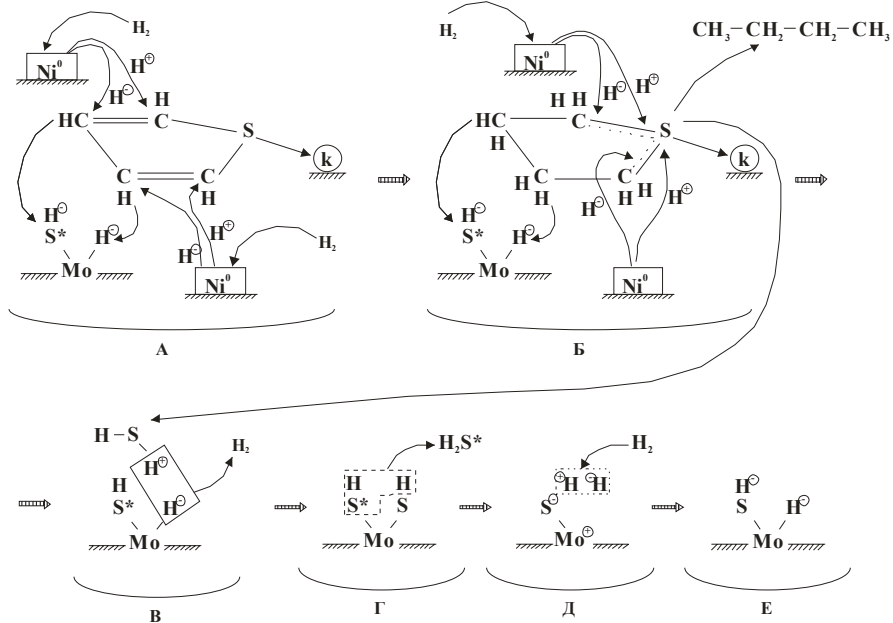 H₂
CH₃–CH₂–CH₂–CH₃
H₂
Ni⁰
Ni⁰
H⊕
H⊖
H
HC
C
S
k
C
H
C
H
H⊖
S*
H⊖
Mo
H⊕
H⊖
H₂
Ni⁰
H⊖
H⊕
H
H
HC
H
C
S
k
H
C
H
C
H
H
H⊖
S*
H⊖
Mo
H⊖
H⊕
Ni⁰
А
Б
H–S
H⊕
H
S*
H⊖
Mo
H₂
H₂S*
H
H
S*
S
Mo
H₂
⊕H
⊖H
S⊖
Mo⊕
H⊖
S
H⊖
Mo
В
Г
Д
Е